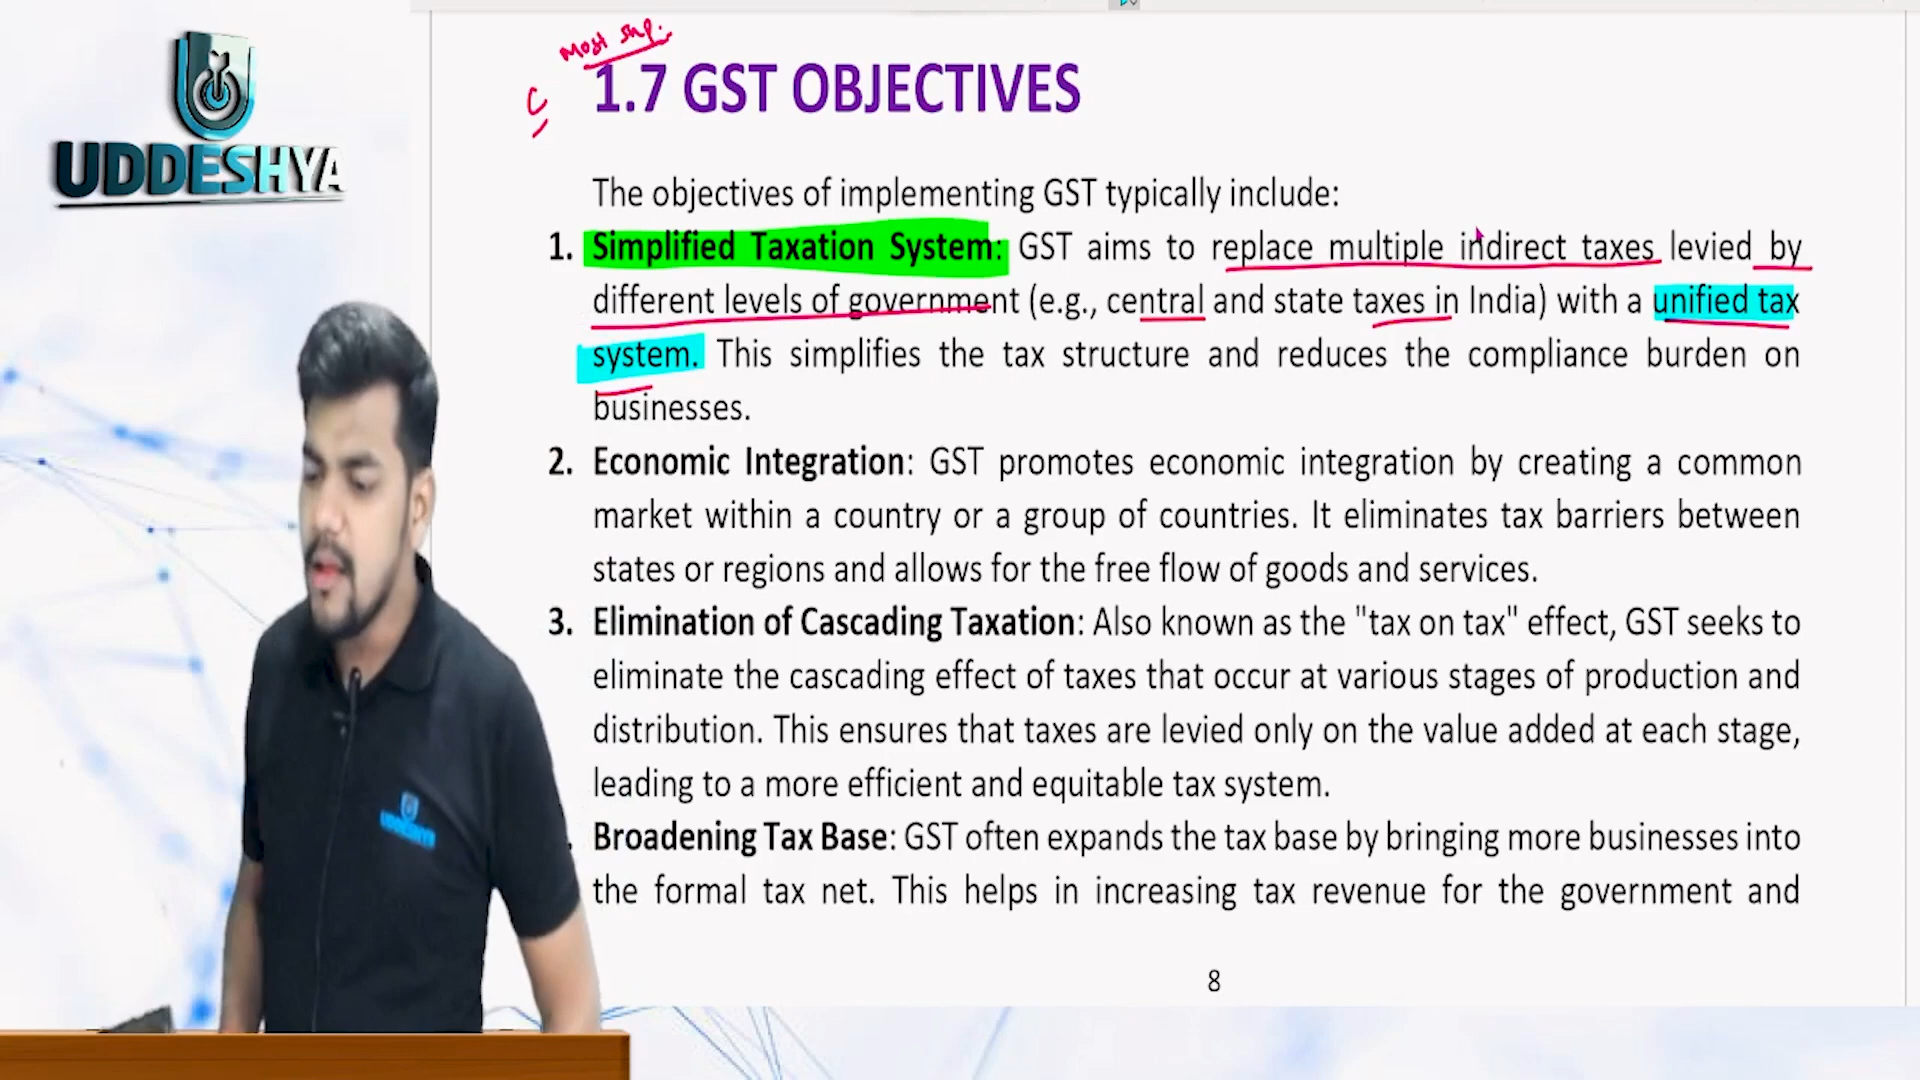 Most Imp.
1.7 GST OBJECTIVES
UDDESHYA
The objectives of implementing GST typically include:
1. Simplified Taxation System: GST aims to replace multiple indirect taxes levied by
different levels of government (e.g., central and state taxes in India) with a unified tax
system. This simplifies the tax structure and reduces the compliance burden on
businesses.
2. Economic Integration: GST promotes economic integration by creating a common
market within a country or a group of countries. It eliminates tax barriers between
states or regions and allows for the free flow of goods and services.
3. Elimination of Cascading Taxation: Also known as the "tax on tax" effect, GST seeks to
eliminate the cascading effect of taxes that occur at various stages of production and
distribution. This ensures that taxes are levied only on the value added at each stage,
leading to a more efficient and equitable tax system.
Broadening Tax Base: GST often expands the tax base by bringing more businesses into
the formal tax net. This helps in increasing tax revenue for the government and
UDDESHYA
8